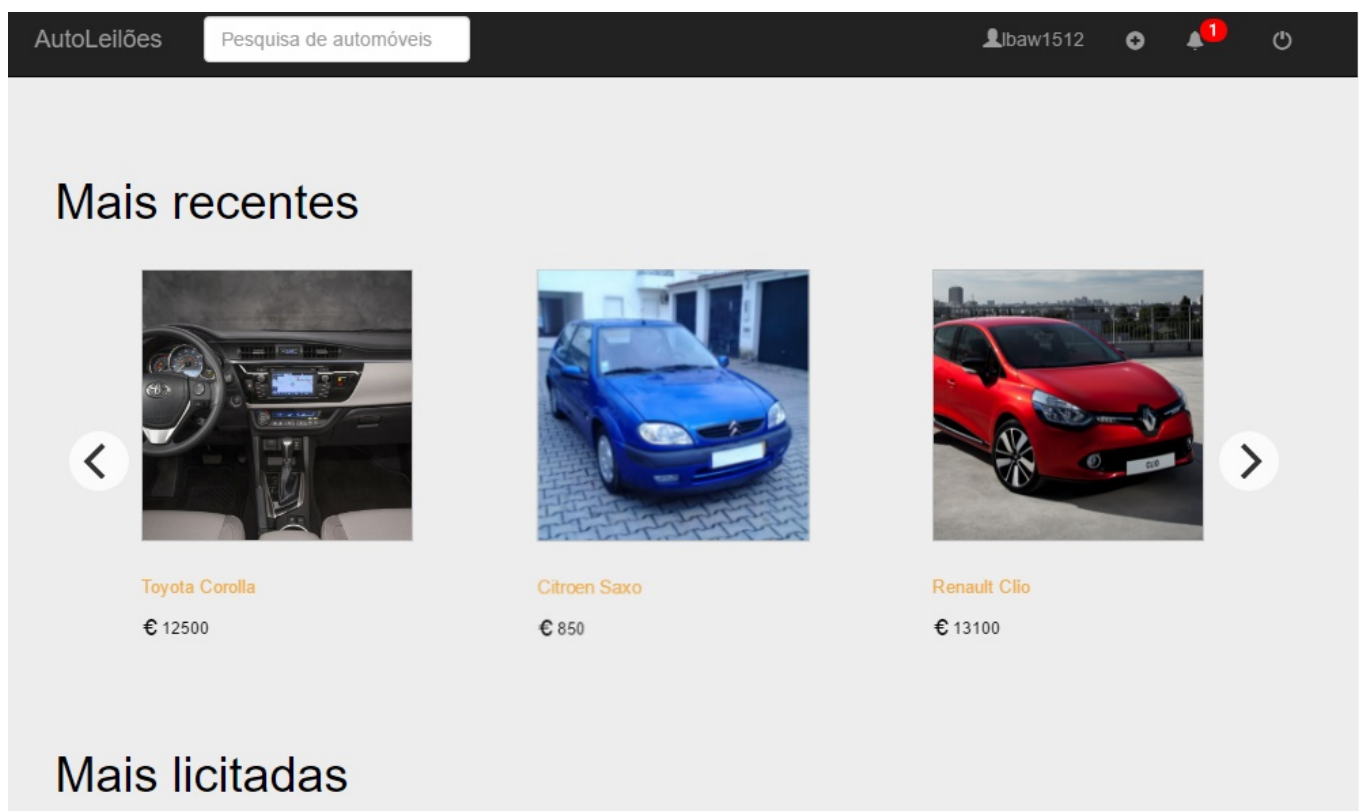 AutoLeilões
Pesquisa de automóveis
lbaw1512
1
Mais recentes
CLIO
Toyota Corolla
Citroen Saxo
Renault Clio
€ 12500
€ 850
€ 13100
Mais licitadas